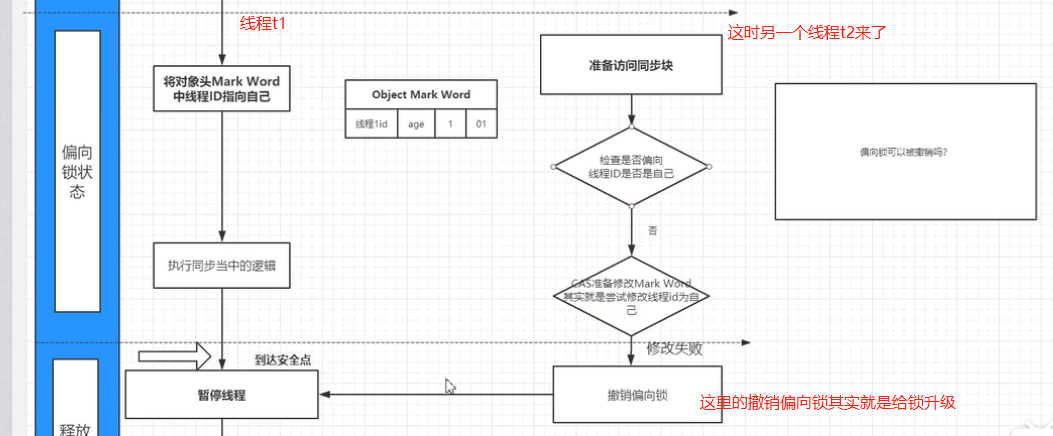 线程t1
这时另一个线程t2来了
将对象头Mark Word
中线程ID指向自己
Object Mark Word
线程1id
age
1
01
准备访问同步块
检查是否偏向
线程ID是否是自己
偏向锁可以被撤销吗?
偏向
锁状
态
否
执行同步当中的逻辑
CAS准备修改Mark Word
其实就是尝试修改线程id为自
己
修改失败
到达安全点
暂停线程
撤销偏向锁
这里的撤销偏向锁其实就是给锁升级
释放